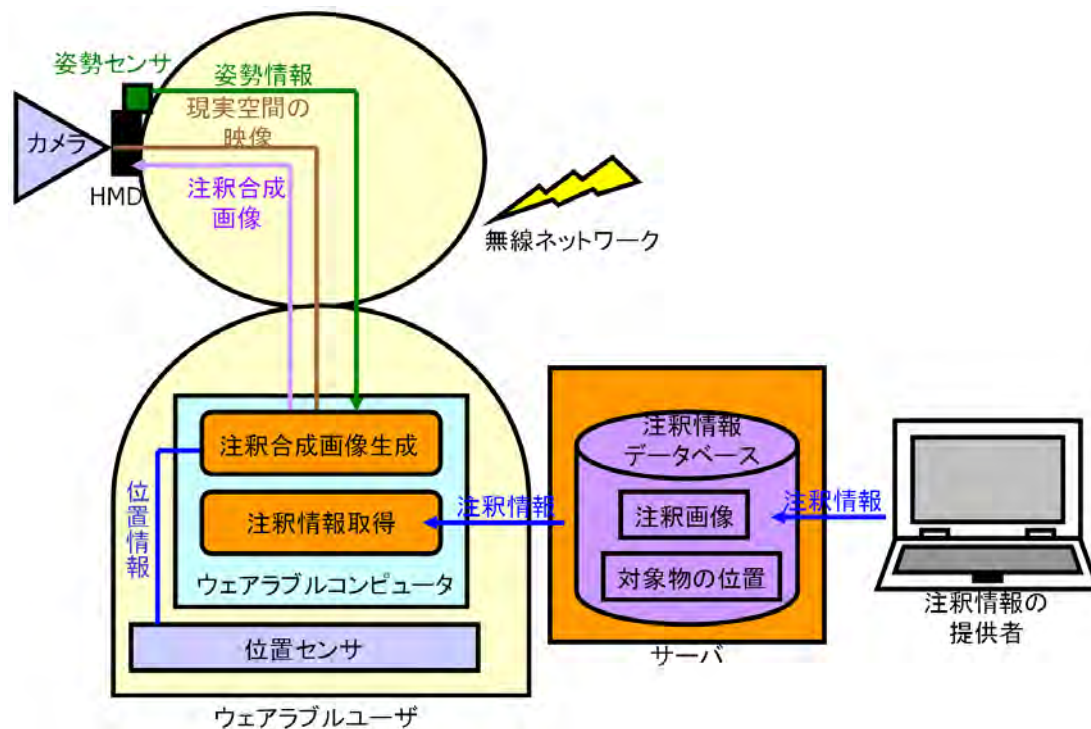 姿勢センサ
姿勢情報
現実空間の
映像
カメラ
HMD
注釈合成
画像
無線ネットワーク
注釈合成画像生成
注釈情報取得
ウェアラブルコンピュータ
位置情報
位置センサ
ウェアラブルユーザ
注釈情報
注釈情報
データベース
注釈画像
対象物の位置
サーバ
注釈情報
注釈情報の
提供者